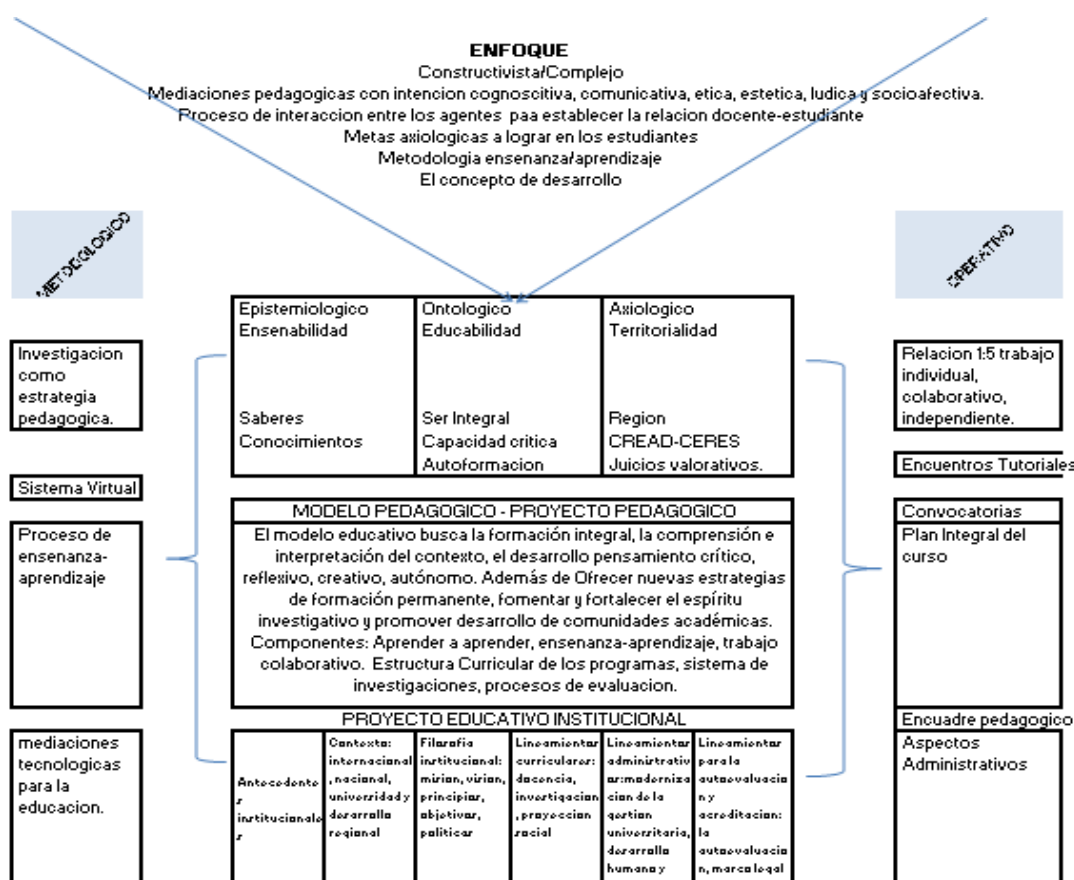 ENFOQUE
Constructivista/Complejo
Mediaciones pedagogicas con intencion cognoscitiva, comunicativa, etica, estetica, ludica y socioafectiva.
Proceso de interaccion entre los agentes paa establecer la relacion docente-estudiante
Metas axiologicas a lograr en los estudiantes
Metodologia ensenanza/aprendizaje
El concepto de desarrollo
METODOLOGICO
Investigacion
como
estrategia
pedagogica.
Sistema Virtual
Proceso de
ensenanza-
aprendizaje
mediaciones
tecnologicas
para la
educacion.
Epistemiologico
Ensenabilidad
Saberes
Conocimientos
Ontologico
Educabilidad
Ser Integral
Capacidad critica
Autoformacion
Axiologico
Territorialidad
Region
CREAD-CERES
Juicios valorativos.
MODELO PEDAGOGICO - PROYECTO PEDAGOGICO
El modelo educativo busca la formación integral, la comprensión e
interpretación del contexto, el desarrollo pensamiento crítico,
reflexivo, creativo, autónomo. Además de Ofrecer nuevas estrategias
de formación permanente, fomentar y fortalecer el espíritu
investigativo y promover desarrollo de comunidades académicas.
Componentes: Aprender a aprender, ensenanza-aprendizaje, trabajo
colaborativo. Estructura Curricular de los programas, sistema de
investigaciones, procesos de evaluacion.
PROYECTO EDUCATIVO INSTITUCIONAL
Antecedente
s
institucionale
s
Contexto:
internacional
, nacional,
universidad y
desarrollo
regional
Filosofia
institucional:
mision, vision,
principios,
objetivos,
politicas
Lineamientos
curriculares:
docencia,
investigacion
, proyeccion
social
Lineamientos
administrativ
os:moderniza
cion de la
gestion
universitaria,
desarrollo
humano y
Lineamientos
para la
autoevaluacio
n y
acreditacion:
la
autoevaluacio
n, marco legal
OPERATIVO
Relacion 1:5 trabajo
individual,
colaborativo,
independiente.
Encuentros Tutoriales
Convocatorias
Plan Integral del
curso
Encuadre pedagogico
Aspectos
Administrativos